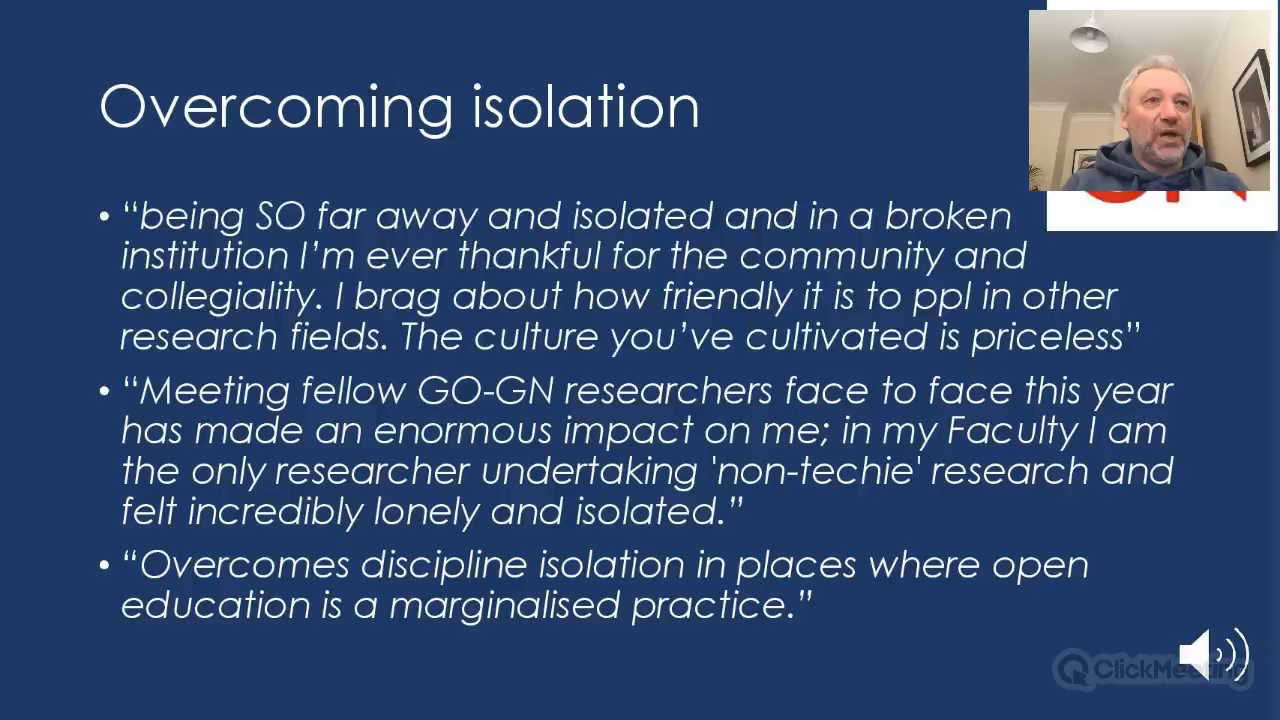 Overcoming isolation
• “being SO far away and isolated and in a broken
institution I’m ever thankful for the community and
collegiality. I brag about how friendly it is to ppl in other
research fields. The culture you’ve cultivated is priceless”
• “Meeting fellow GO-GN researchers face to face this year
has made an enormous impact on me; in my Faculty I am
the only researcher undertaking 'non-techie' research and
felt incredibly lonely and isolated.”
• “Overcomes discipline isolation in places where open
education is a marginalised practice.”
ClickMeeting